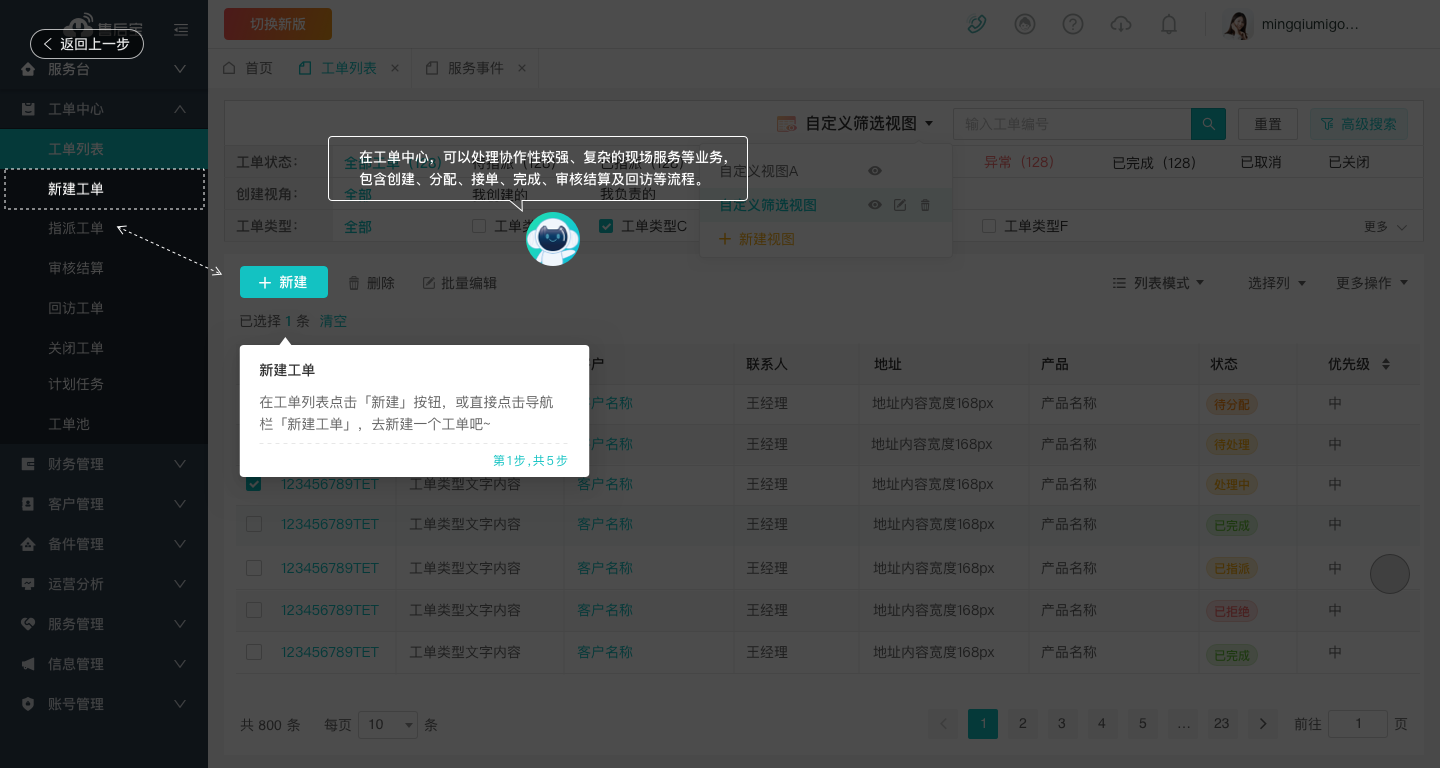 售后宝
返回上一步
服务台
工单中心
工单列表
新建工单
指派工单
审核结算
回访工单
关闭工单
计划任务
工单池
财务管理
客户管理
备件管理
运营分析
服务管理
信息管理
账号管理
切换新版
mingqiumigo...
首页
工单列表
服务事件
自定义筛选视图
输入工单编号
重置
高级搜索
在工单中心，可以处理协作性较强、复杂的现场服务等业务，
包含创建、分配、接单、完成、审核结算及回访等流程。
工单状态：
异常（128）
已完成（128）
已取消
已关闭
自定义视图A
创建视角：
全部
我创建的
我负责的
自定义筛选视图
工单类型：
全部
工单类型C
工单类型F
更多
新建视图
新建
删除
批量编辑
列表模式
选择列
更多操作
已选择 1 条 清空
新建工单
在工单列表点击「新建」按钮，或直接点击导航
栏「新建工单」，去新建一个工单吧~
第1步,共5步
联系人
地址
产品
状态
优先级
户名称
王经理
地址内容宽度168px
产品名称
待分配
中
户名称
王经理
地址内容宽度168px
产品名称
待处理
中
123456789TET
工单类型文字内容
客户名称
王经理
地址内容宽度168px
产品名称
处理中
中
123456789TET
工单类型文字内容
客户名称
王经理
地址内容宽度168px
产品名称
已完成
中
123456789TET
工单类型文字内容
客户名称
王经理
地址内容宽度168px
产品名称
已指派
中
123456789TET
工单类型文字内容
客户名称
王经理
地址内容宽度168px
产品名称
已拒绝
中
123456789TET
工单类型文字内容
客户名称
王经理
地址内容宽度168px
产品名称
已完成
中
共 800 条
每页 10 条
1
2
3
4
5
...
23
前往 1 页